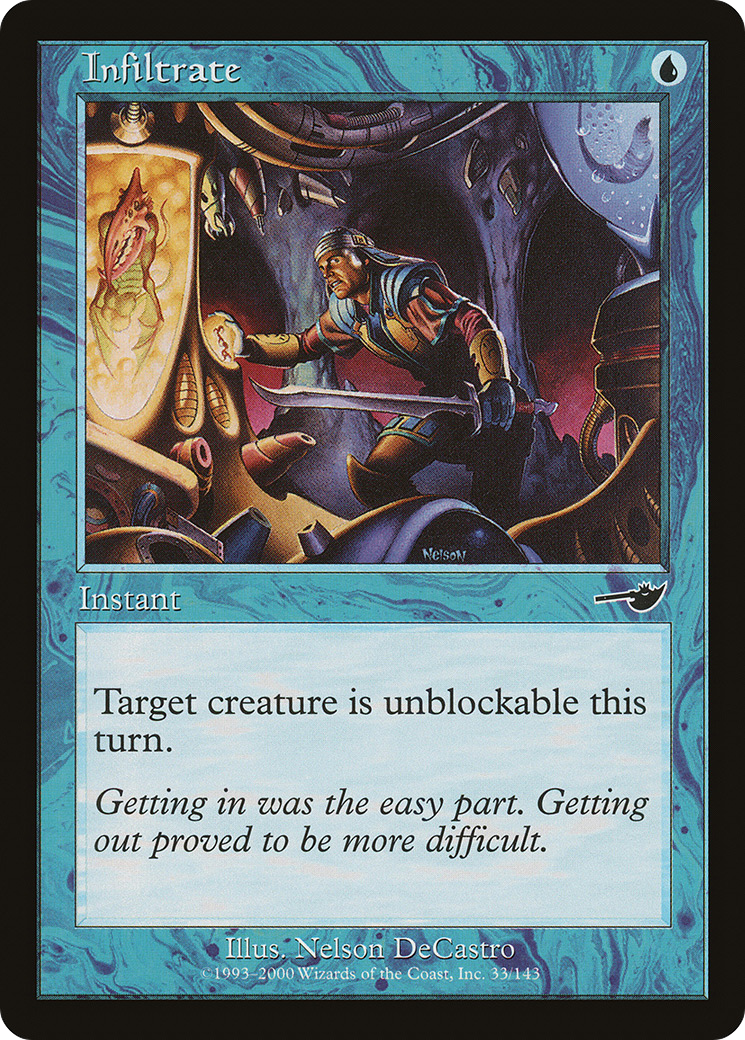 Infiltrate
NELSON
Instant
Target creature is unblockable this
turn.
Getting in was the easy part. Getting
out proved to be more difficult.
Illus. Nelson DeCastro
©1993–2000 Wizards of the Coast, Inc. 33/143